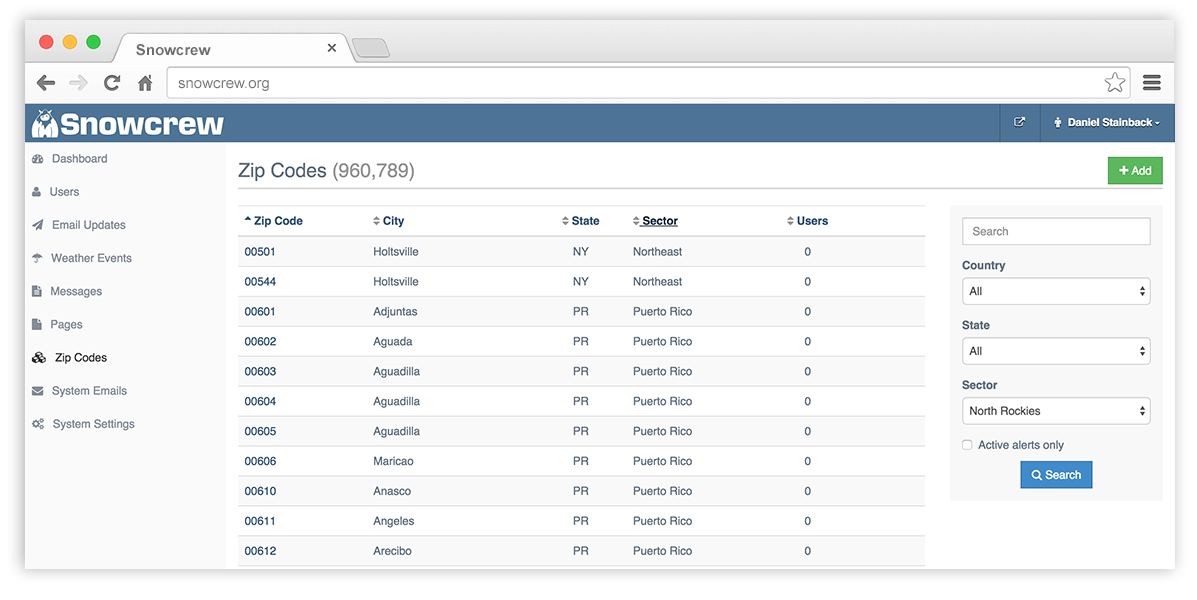 Snowcrew
snowcrew.org
Snowcrew
Daniel Stainback
Dashboard
Users
Email Updates
Weather Events
Messages
Pages
Zip Codes
System Emails
System Settings
Zip Codes (960,789)
+ Add
Zip Code City State Sector Users
00501 Holtsville NY Northeast 0
00544 Holtsville NY Northeast 0
00601 Adjuntas PR Puerto Rico 0
00602 Aguada PR Puerto Rico 0
00603 Aguadilla PR Puerto Rico 0
00604 Aguadilla PR Puerto Rico 0
00605 Aguadilla PR Puerto Rico 0
00606 Maricao PR Puerto Rico 0
00610 Anasco PR Puerto Rico 0
00611 Angeles PR Puerto Rico 0
00612 Arecibo PR Puerto Rico 0
Search
Country
All
State
All
Sector
North Rockies
Active alerts only
Search